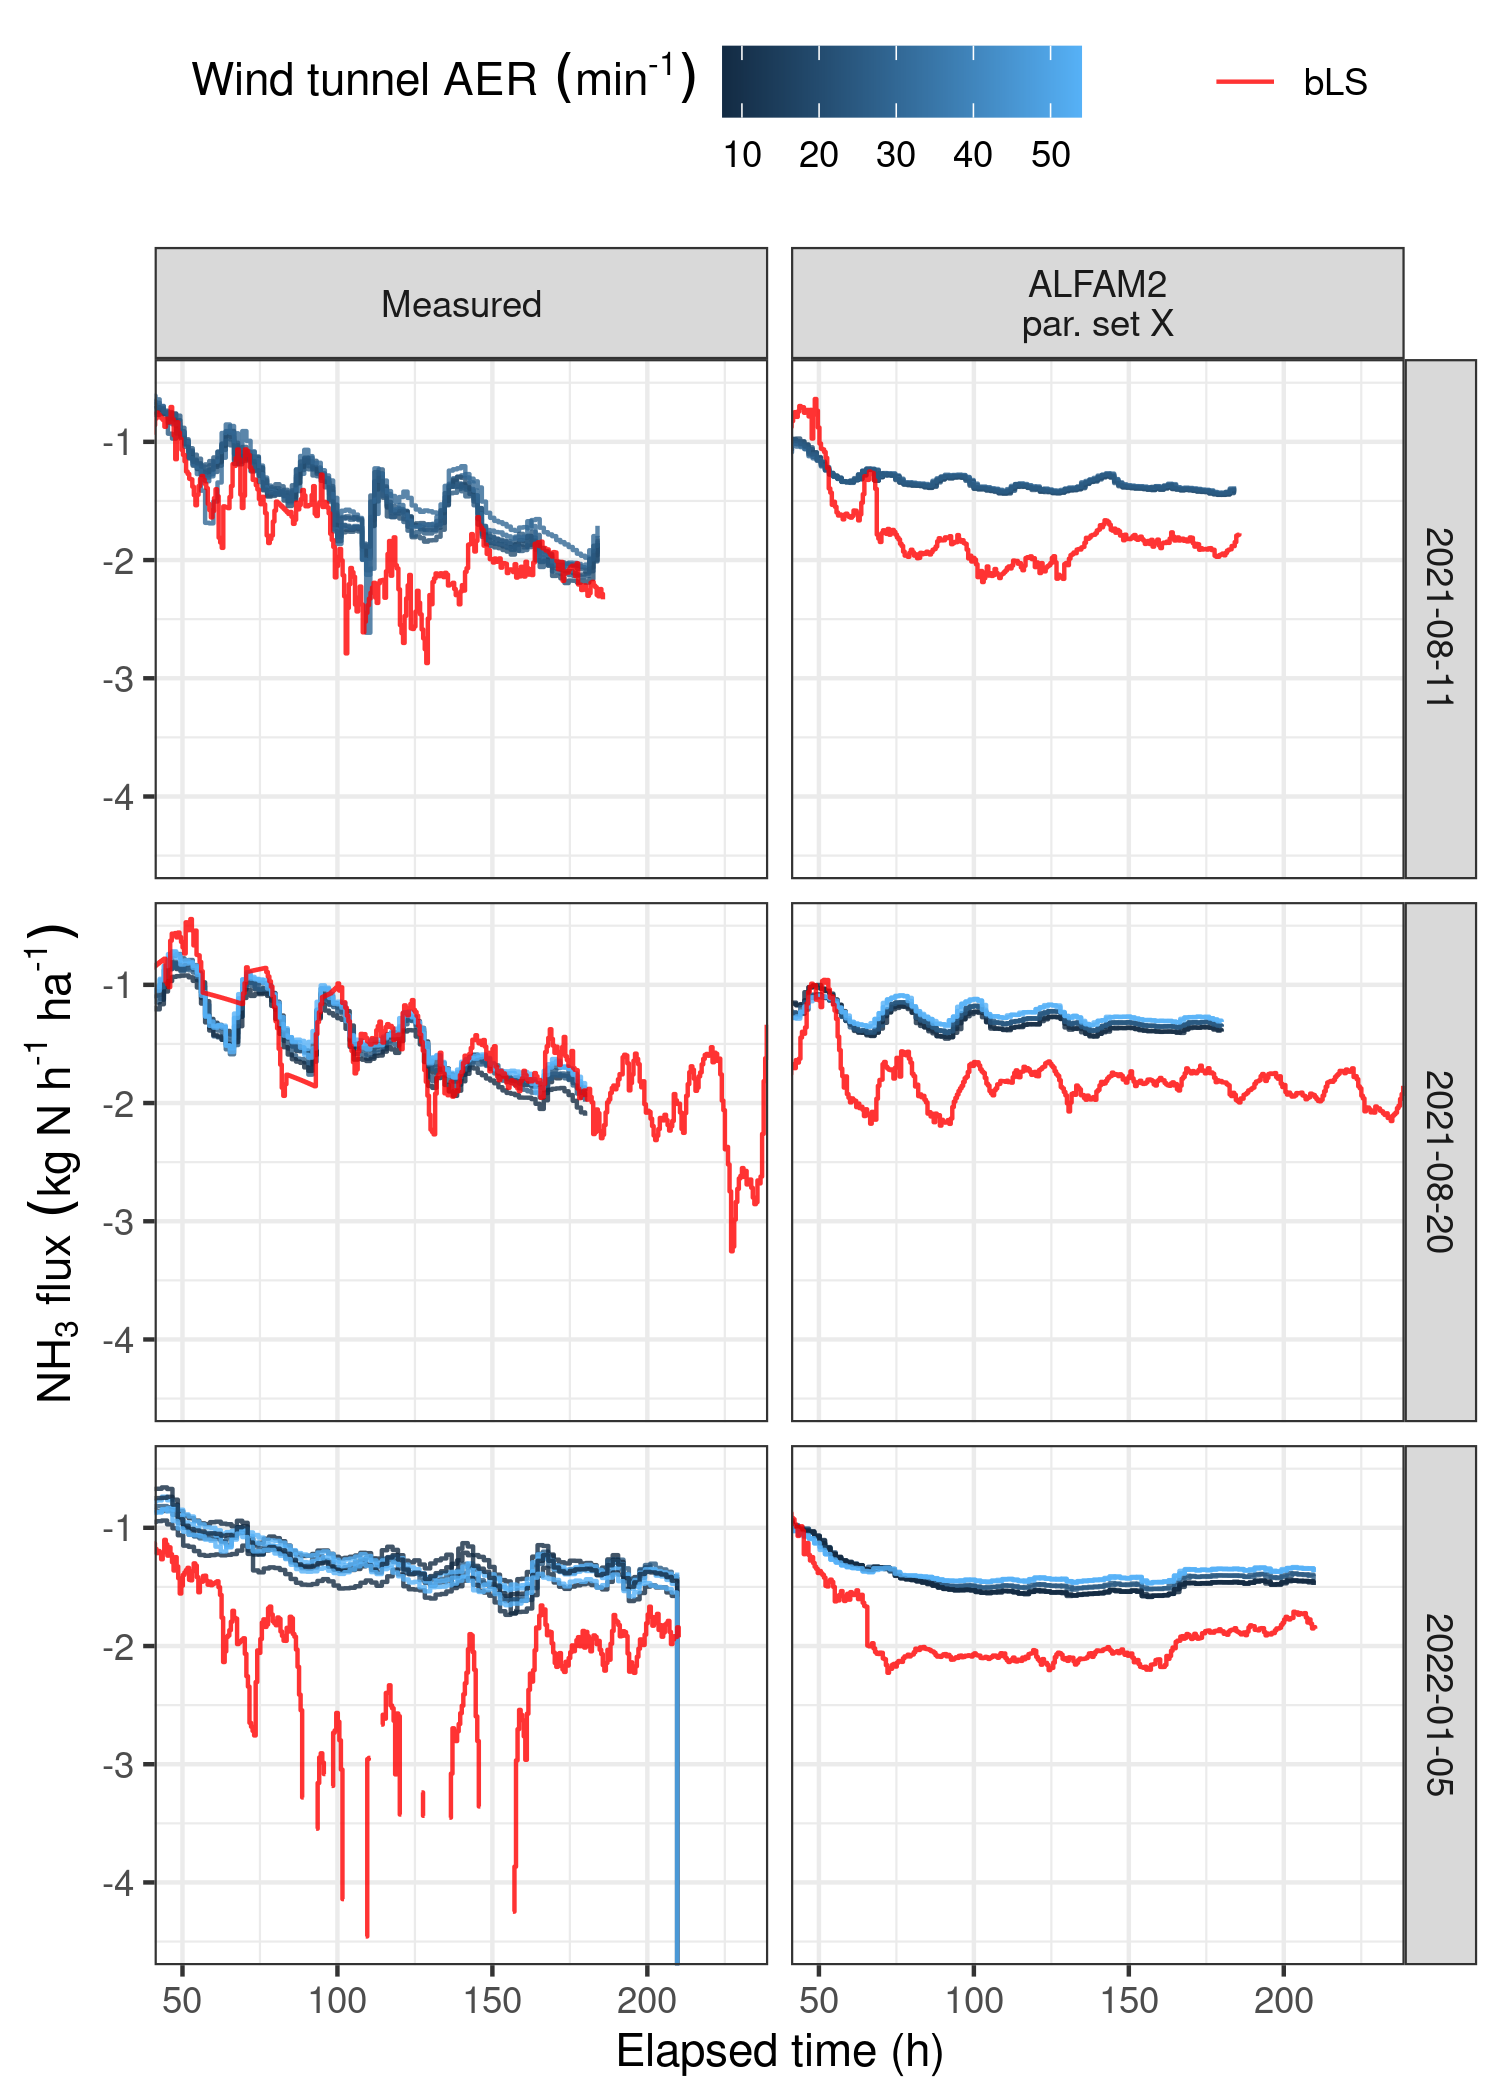 Wind tunnel AER (min⁻¹)
10 20 30 40 50
bLS
Measured
ALFAM2
par. set X
-1
-2
-3
-4
2021-08-11
-1
-2
-3
-4
2021-08-20
-1
-2
-3
-4
2022-01-05
NH₃ flux (kg N h⁻¹ ha⁻¹)
50 100 150 200
50 100 150 200
Elapsed time (h)